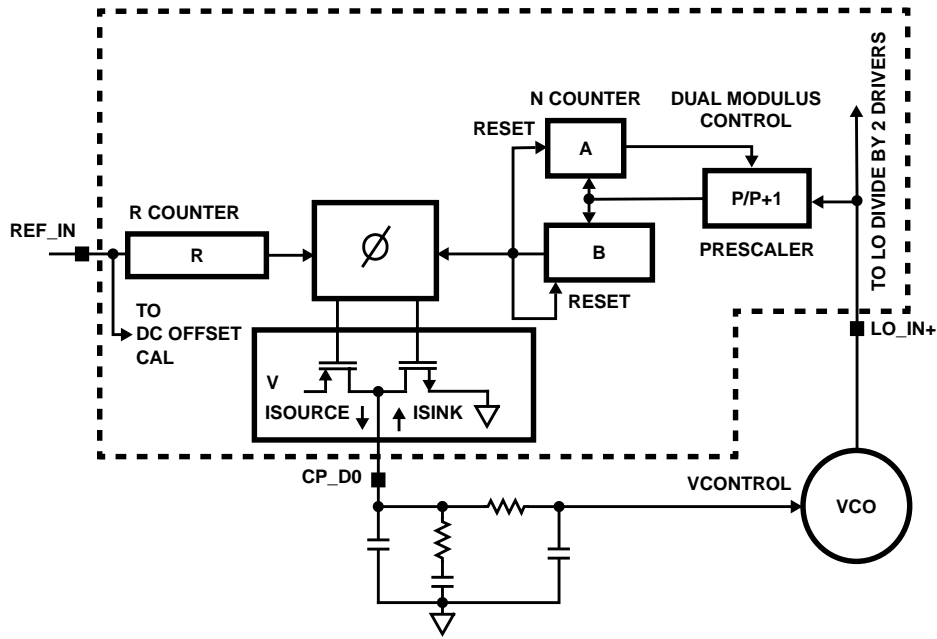 TO LO DIVIDE BY 2 DRIVERS
N COUNTER
DUAL MODULUS
CONTROL
RESET
A
P/P+1
PRESCALER
R COUNTER
REF_IN
R
Ø
B
RESET
TO
DC OFFSET
CAL
LO_IN+
V
ISOURCE
ISINK
CP_D0
VCONTROL
VCO